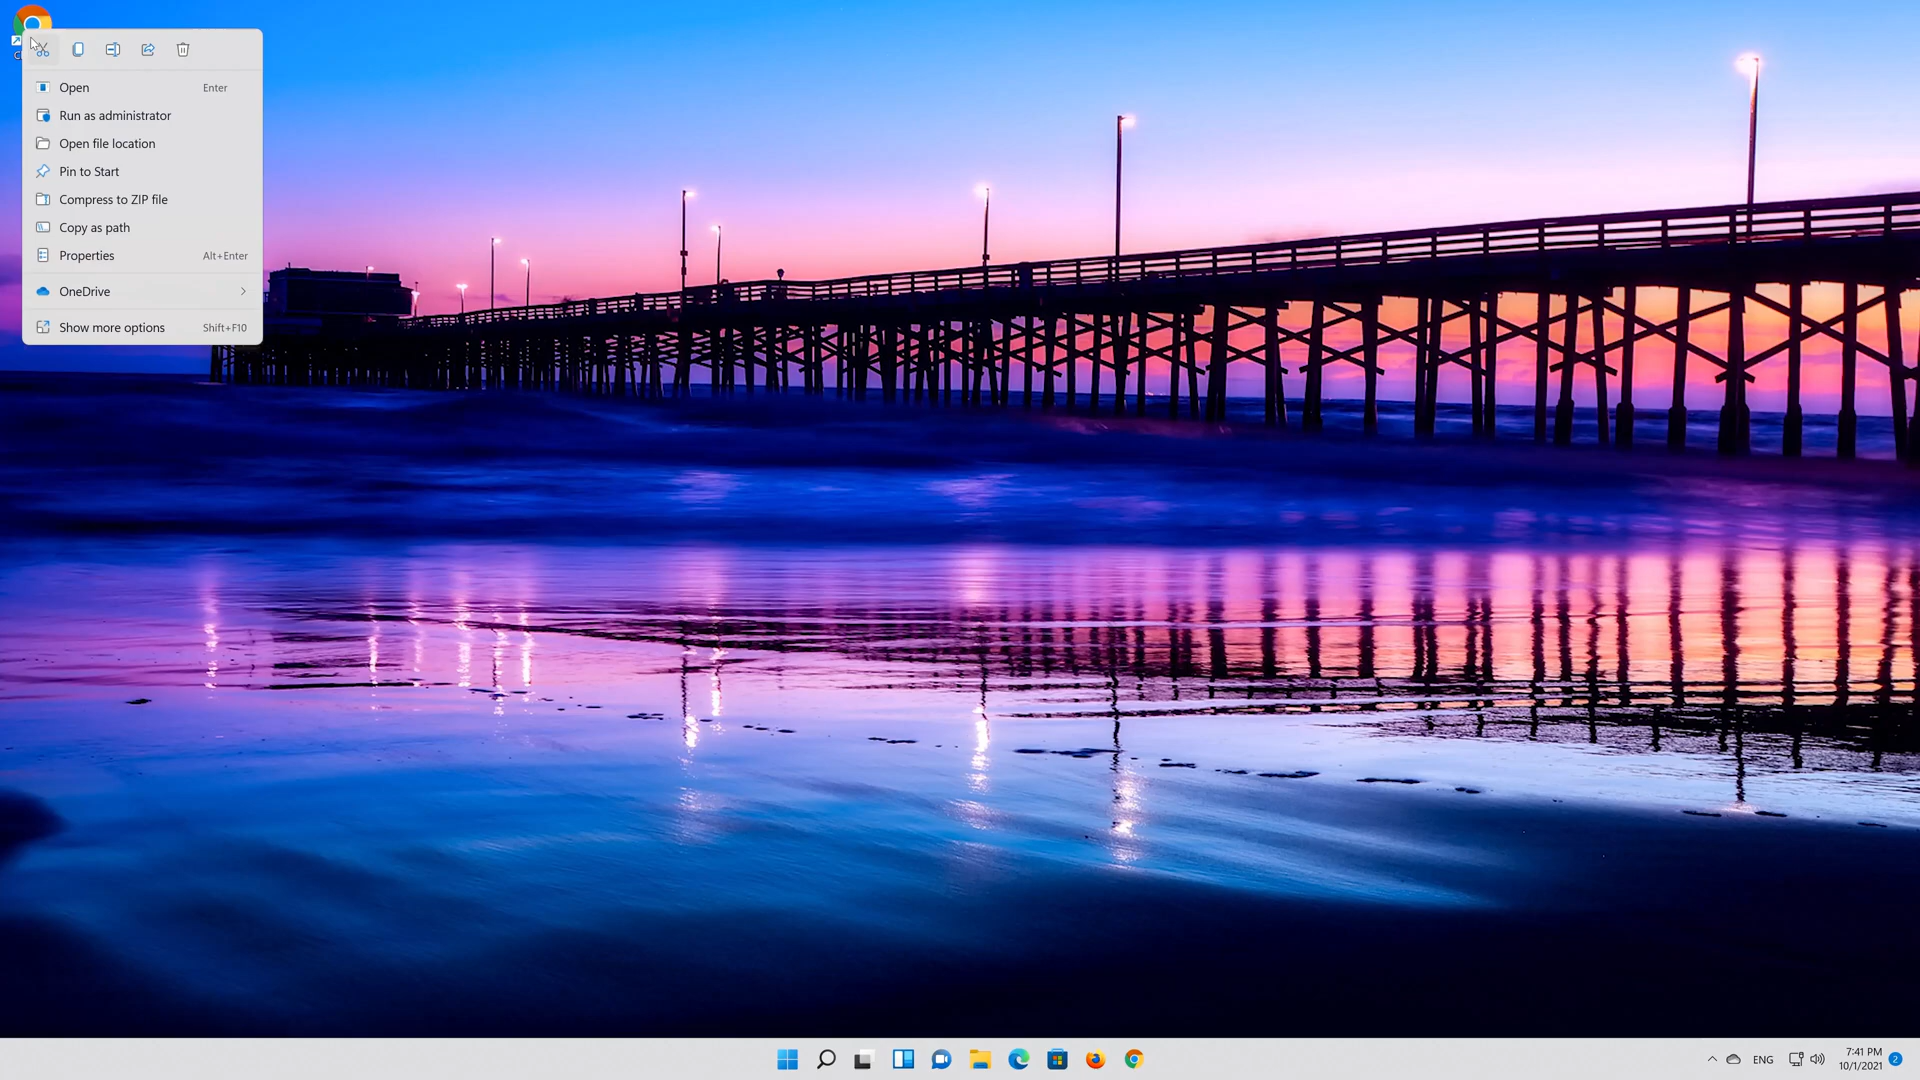 Open Enter
Run as administrator
Open file location
Pin to Start
Compress to ZIP file
Copy as path
Properties Alt+Enter
OneDrive
Show more options Shift+F10
ENG
7:41 PM
10/1/2021
2